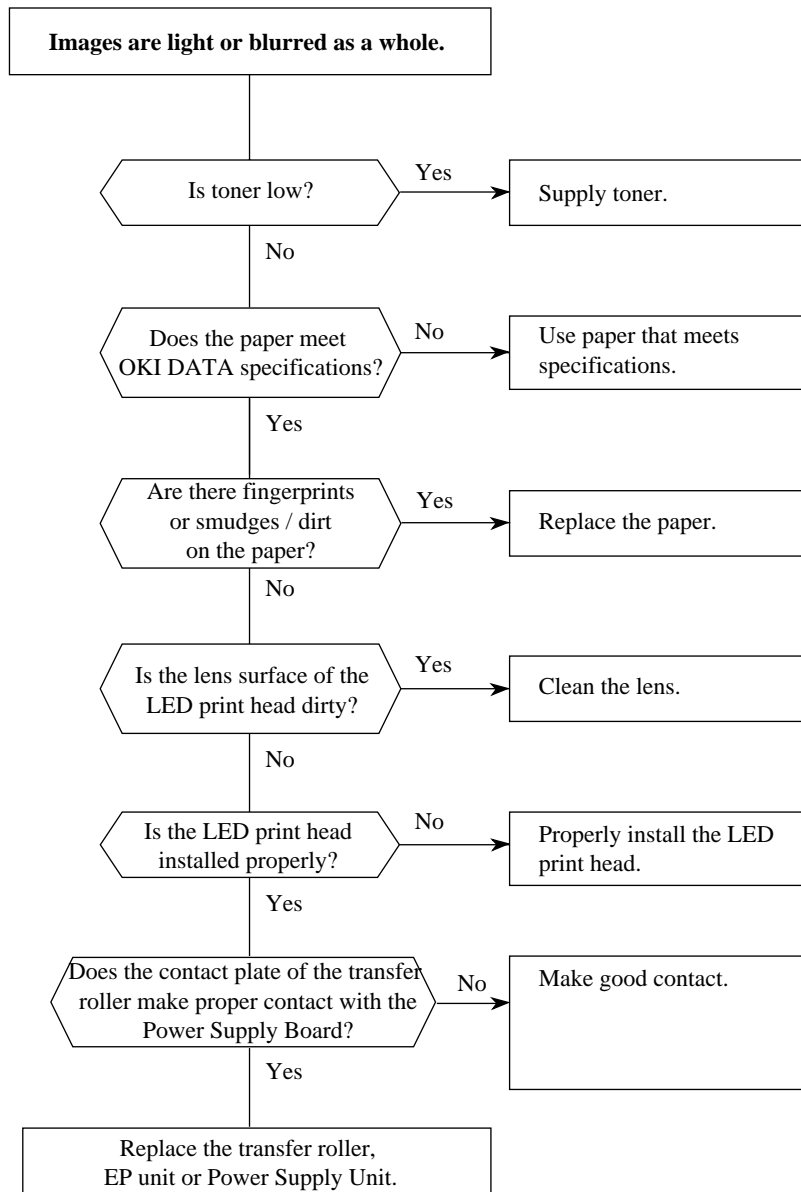 Images are light or blurred as a whole.
Is toner low?
Yes
Supply toner.
No
Does the paper meet
OKI DATA specifications?
No
Use paper that meets
specifications.
Yes
Are there fingerprints
or smudges / dirt
on the paper?
Yes
Replace the paper.
No
Is the lens surface of the
LED print head dirty?
Yes
Clean the lens.
No
Is the LED print head
installed properly?
No
Properly install the LED
print head.
Yes
Does the contact plate of the transfer
roller make proper contact with the
Power Supply Board?
No
Make good contact.
Yes
Replace the transfer roller,
EP unit or Power Supply Unit.